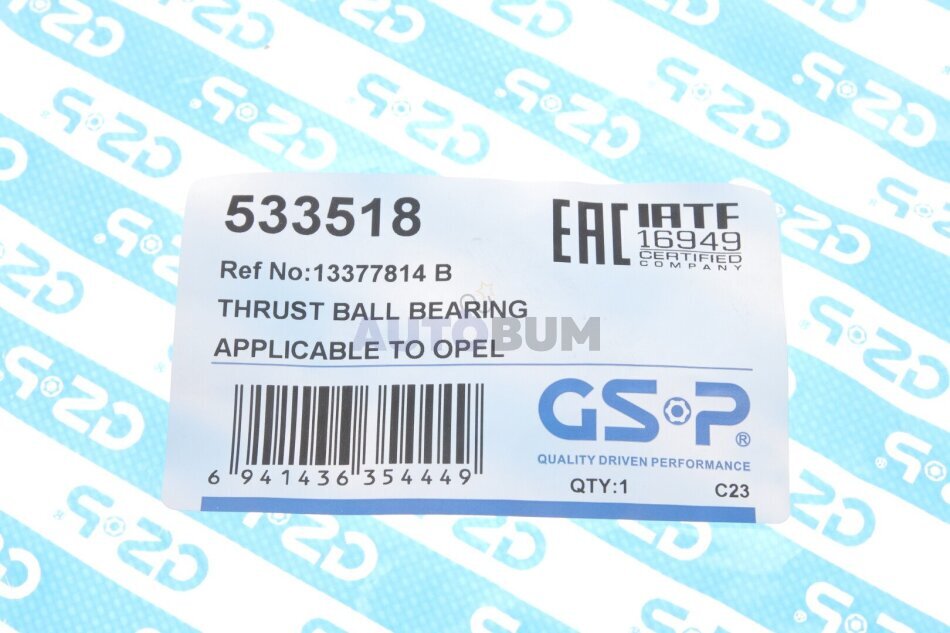 533518
EAC IATF
16949
CERTIFIED
COMPANY
Ref No:13377814 B
THRUST BALL BEARING
AUTOBUM
APPLICABLE TO OPEL
GSP®
QUALITY DRIVEN PERFORMANCE
6 941436 354449
QTY:1
C23